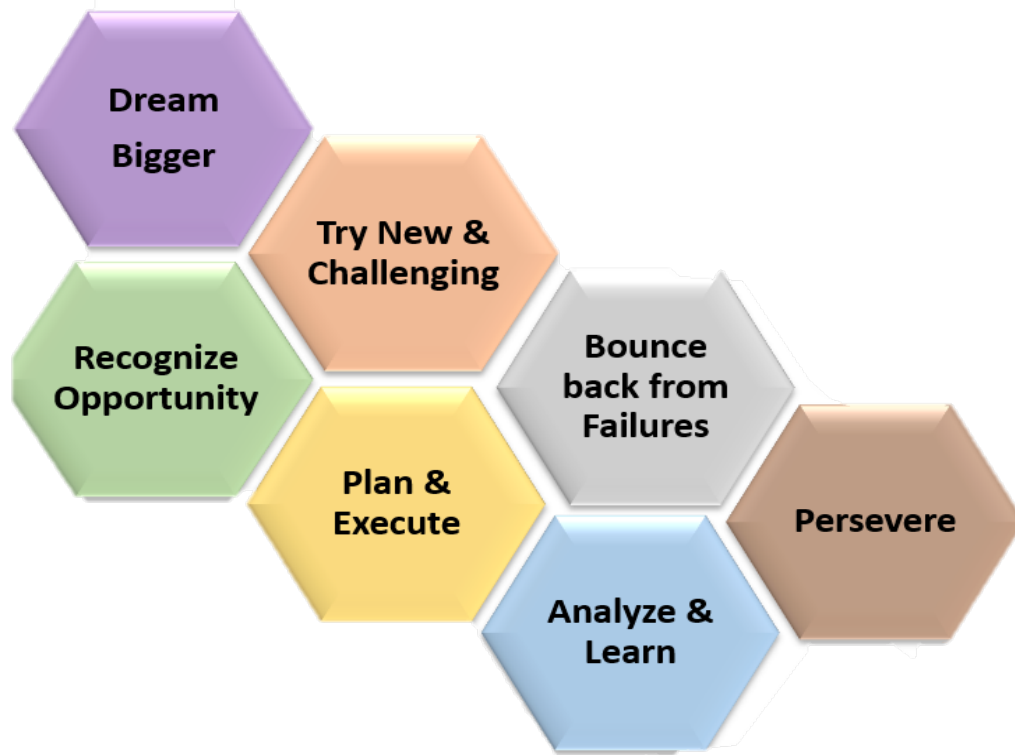 Dream
Bigger
Try New &
Challenging
Recognize
Opportunity
Bounce
back from
Failures
Plan &
Execute
Persevere
Analyze &
Learn